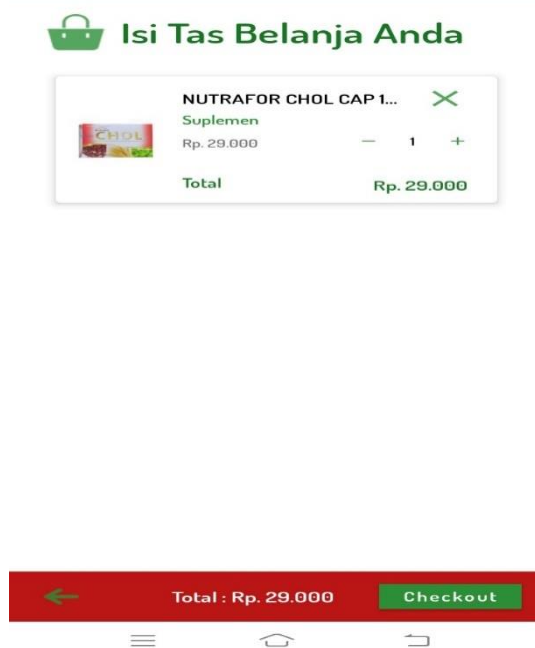 Isi Tas Belanja Anda
NUTRAFOR CHOL CAP 1...
Suplemen
CHOL
Rp. 29.000
1
Total
Rp. 29.000
Total : Rp. 29.000
Checkout